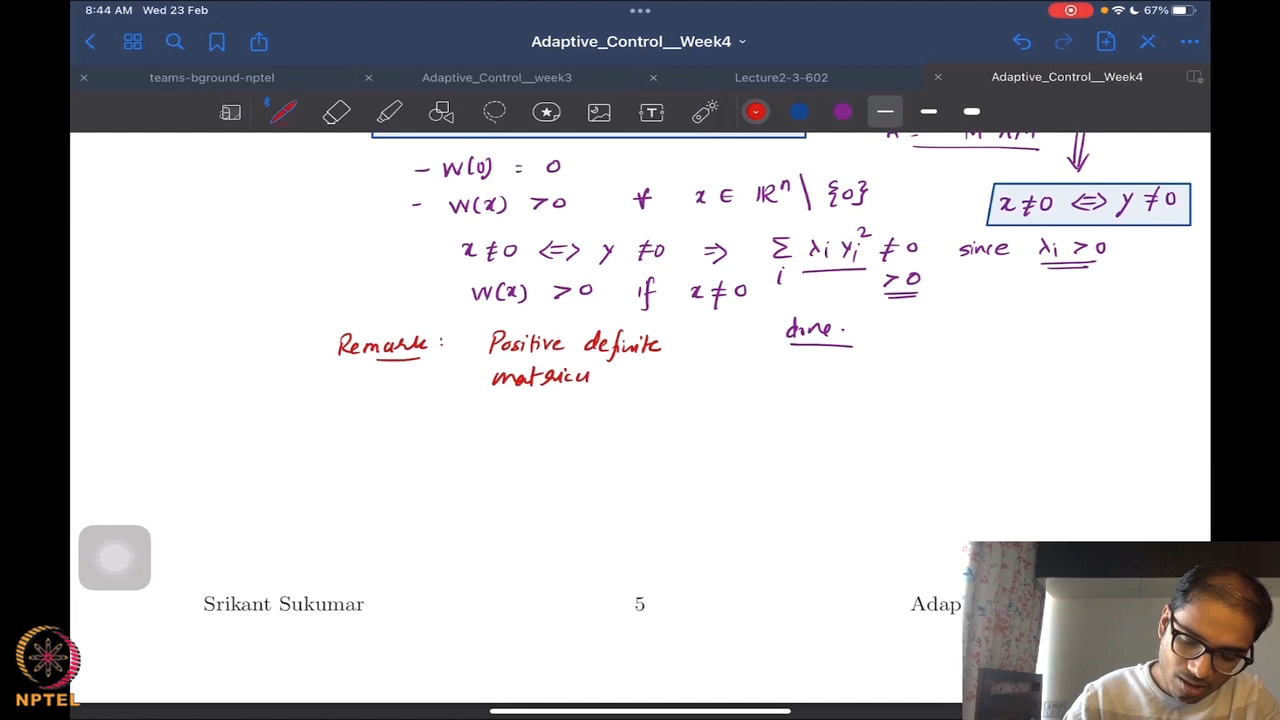 8:44 AM Wed 23 Feb
67%
Adaptive_Control__Week4
teams-bground-nptel
Adaptive_Control__week3
Lecture2-3-602
Adaptive_Control__Week4
T
- W(0) = 0
- W(x) > 0 ∀ x ∈ ℝⁿ \ {0}
x ≠ 0 ⟺ y ≠ 0
x ≠ 0 ⟺ y ≠ 0 ⇒ Σ λi yi² ≠ 0 since λi > 0
i > 0
W(x) > 0 if x ≠ 0
done.
Remark : Positive definite
Srikant Sukumar
5
Adap
NPTEL